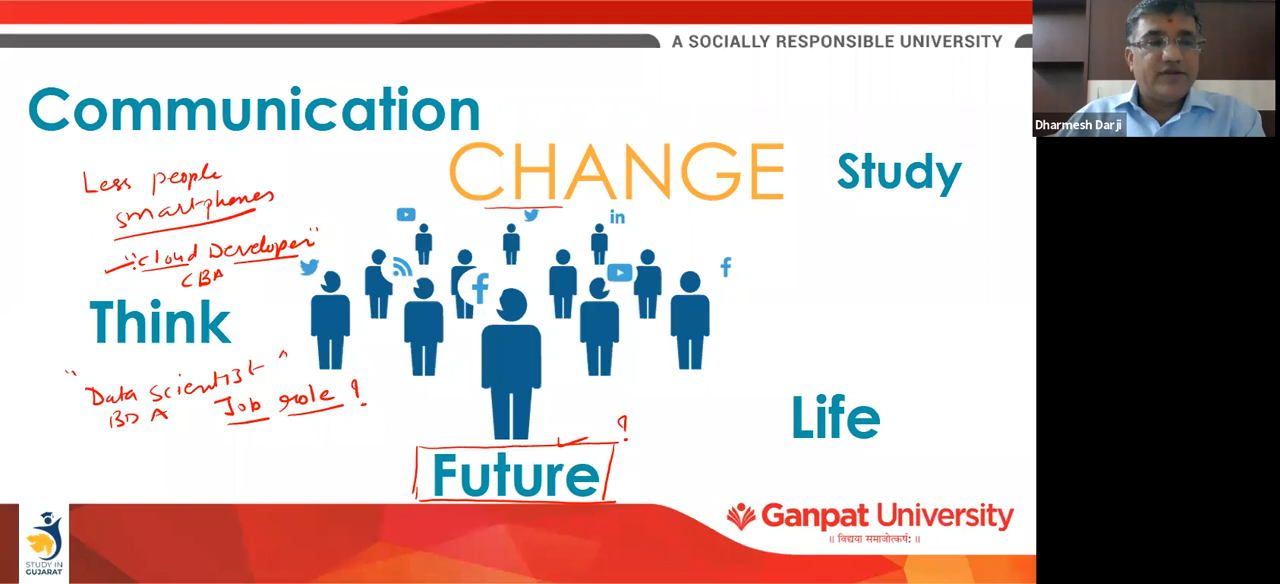 A SOCIALLY RESPONSIBLE UNIVERSITY
Dharmesh Darji
Communication
CHANGE
Study
Less people
smartphones
"Cloud Developer"
CBA
Think
"Data Scientist"
BDA Job role ?
Life
?
Future
STUDY IN
GUJARAT
Ganpat University
॥ विद्यया समाजोत्कर्षः ॥